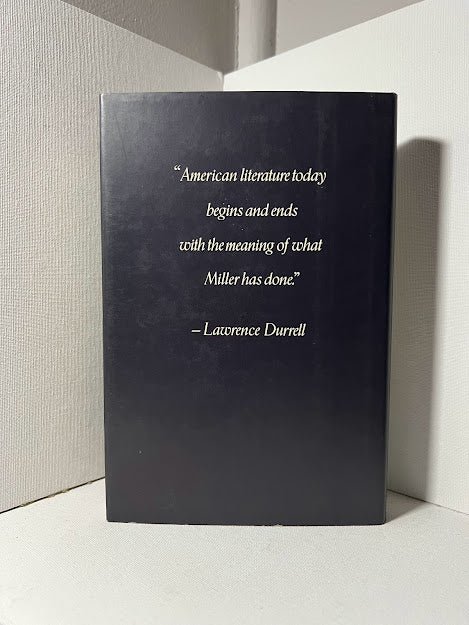 “American literature today
begins and ends
with the meaning of what
Miller has done.”
– Lawrence Durrell